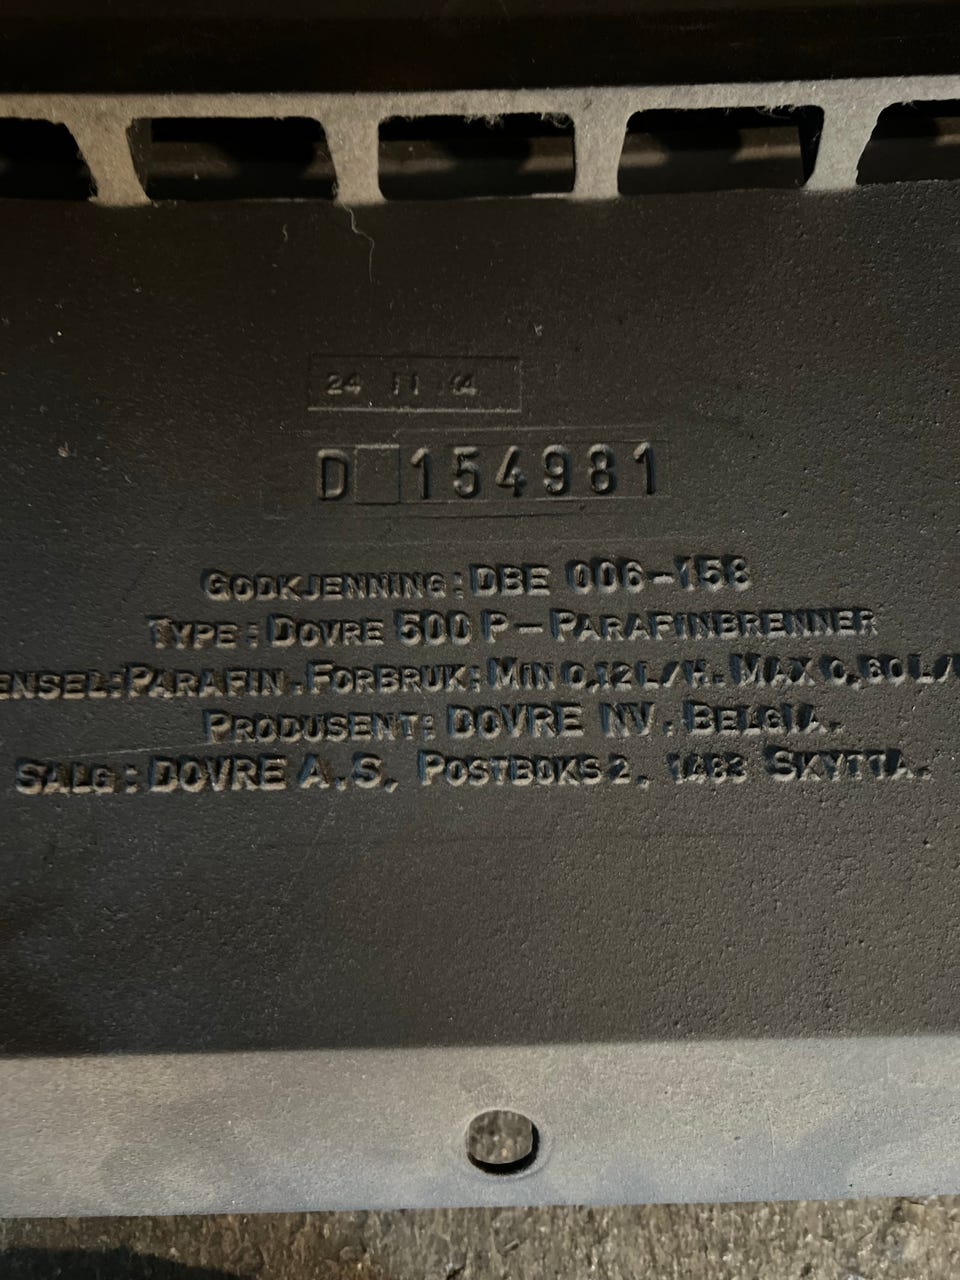 24 11 94
D 154981
GODKJENNING: DBE 006-158
TYPE: DOVRE 500 P - PARAFINBRENNER
ENSEL: PARAFIN. FORBRUK: MIN 0,12 L/H. MAX 0,60 L/
PRODUSENT: DOVRE NV. BELGIA.
SALG: DOVRE A.S, POSTBOKS 2, 1483 SKYTTA.